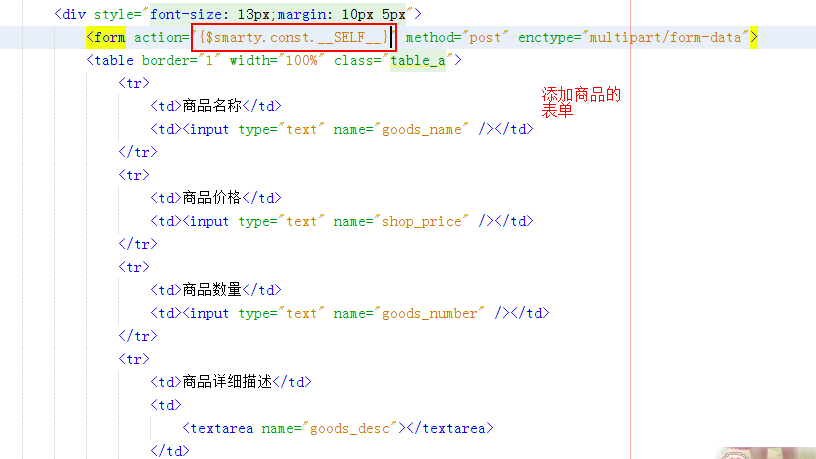 <div style="font-size: 13px;margin: 10px 5px">
<form action="{$smarty.const.__SELF__}" method="post" enctype="multipart/form-data">
<table border="1" width="100%" class="table_a">
<tr>
<td>商品名称</td>
<td><input type="text" name="goods_name" /></td>
添加商品的
表单
</tr>
<tr>
<td>商品价格</td>
<td><input type="text" name="shop_price" /></td>
</tr>
<tr>
<td>商品数量</td>
<td><input type="text" name="goods_number" /></td>
</tr>
<tr>
<td>商品详细描述</td>
<td>
<textarea name="goods_desc"></textarea>
</td>